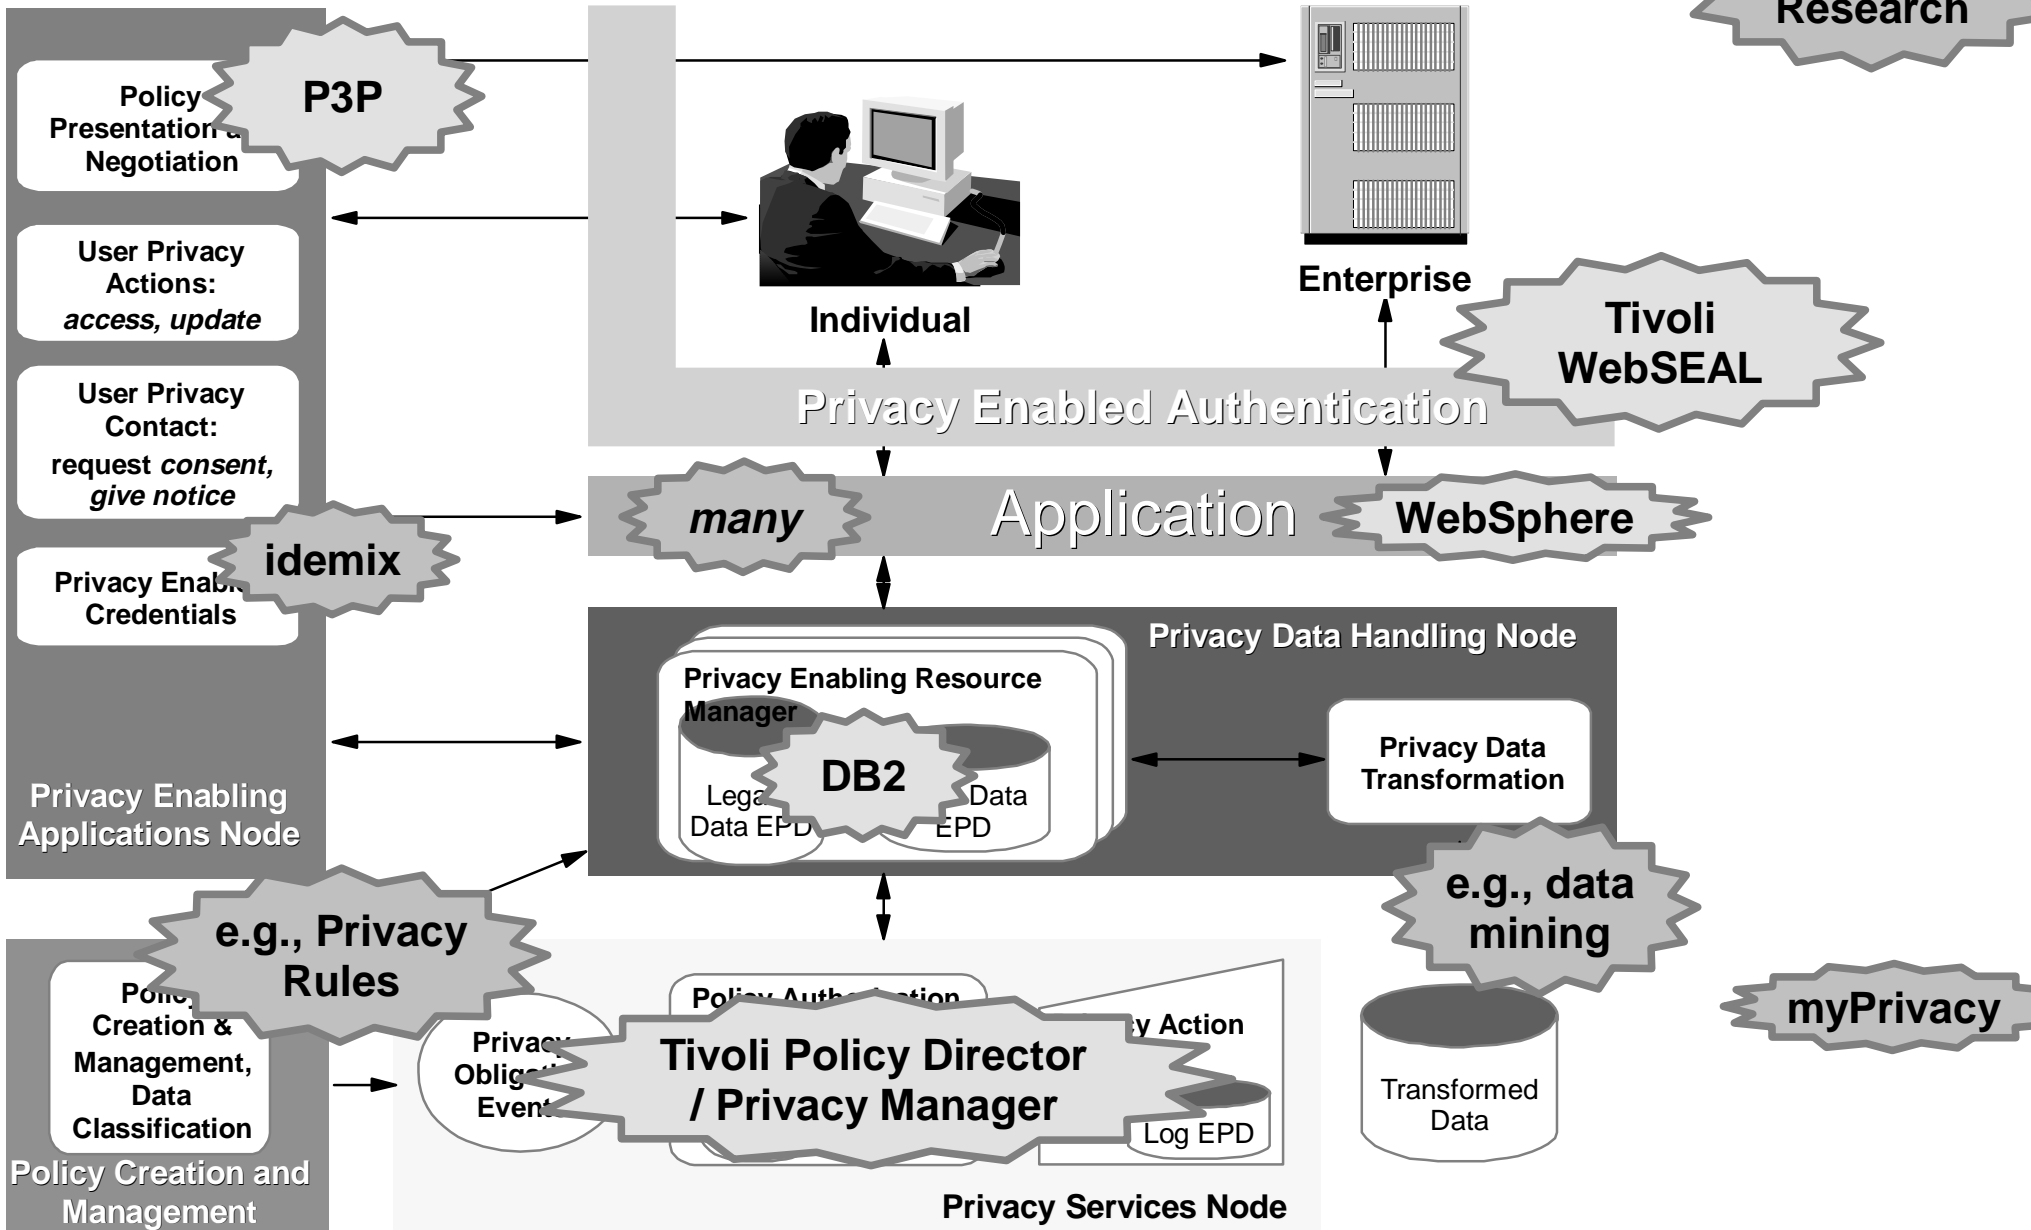 Research
P3P
Policy
Presentation
Negotiation
User Privacy
Actions:
access, update
User Privacy
Contact:
request consent,
give notice
idemix
Privacy
Credentials
Privacy Enabling
Applications Node
Individual
Enterprise
Tivoli
WebSEAL
Privacy Enabled Authentication
many
Application
WebSphere
Privacy Data Handling Node
Privacy Enabling Resource
Manager
DB2
Data EPD
Data
EPD
Privacy Data
Transformation
e.g., data
mining
e.g., Privacy
Rules
Policy
Creation &
Management,
Data
Classification
Policy Creation and
Management
Privacy
Tivoli Policy Director
/ Privacy Manager
Policy
Action
Log EPD
Privacy Services Node
Transformed
Data
myPrivacy